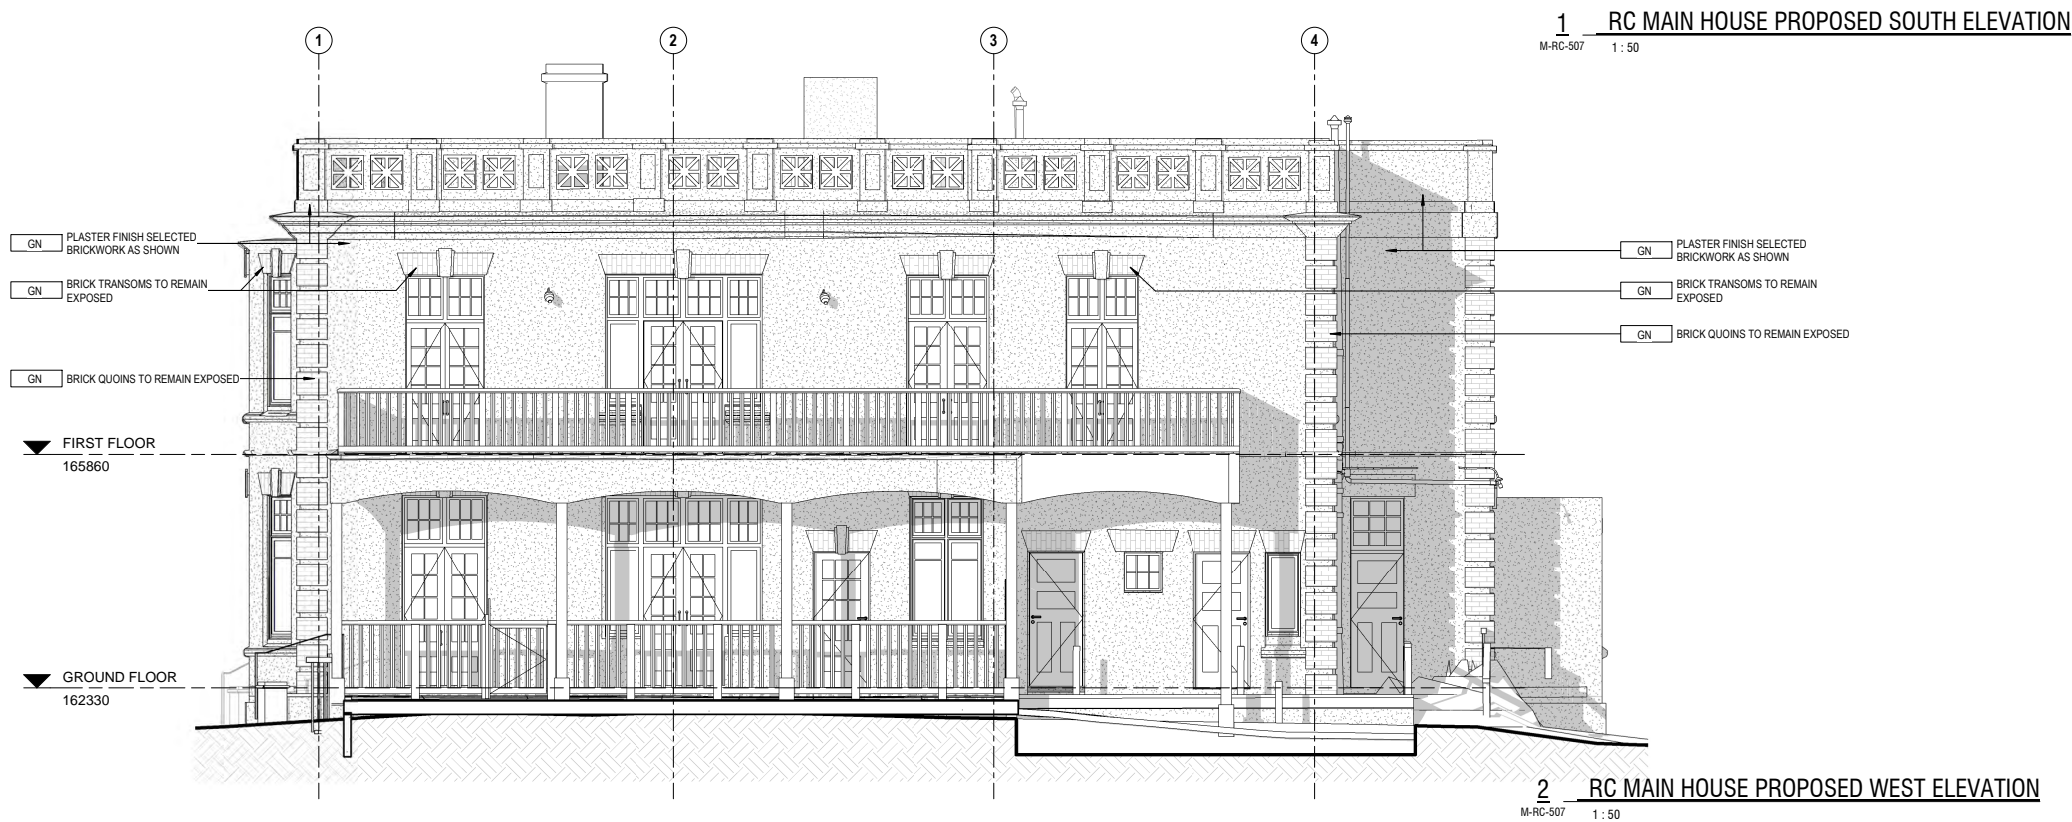 1 RC MAIN HOUSE PROPOSED SOUTH ELEVATION
M-RC-507 1 : 50
1 2 3 4
GN PLASTER FINISH SELECTED
BRICKWORK AS SHOWN
GN BRICK TRANSOMS TO REMAIN
EXPOSED
GN BRICK QUOINS TO REMAIN EXPOSED
FIRST FLOOR
165860
GROUND FLOOR
162330
GN PLASTER FINISH SELECTED
BRICKWORK AS SHOWN
GN BRICK TRANSOMS TO REMAIN
EXPOSED
GN BRICK QUOINS TO REMAIN EXPOSED
2 RC MAIN HOUSE PROPOSED WEST ELEVATION
M-RC-507 1 : 50